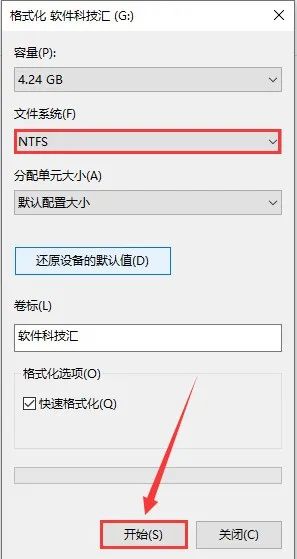 格式化 软件科技汇 (G:)
容量(P):
4.24 GB
文件系统(F)
NTFS
分配单元大小(A)
默认配置大小
还原设备的默认值(D)
卷标(L)
软件科技汇
格式化选项(O)
快速格式化(Q)
开始(S) 关闭(C)